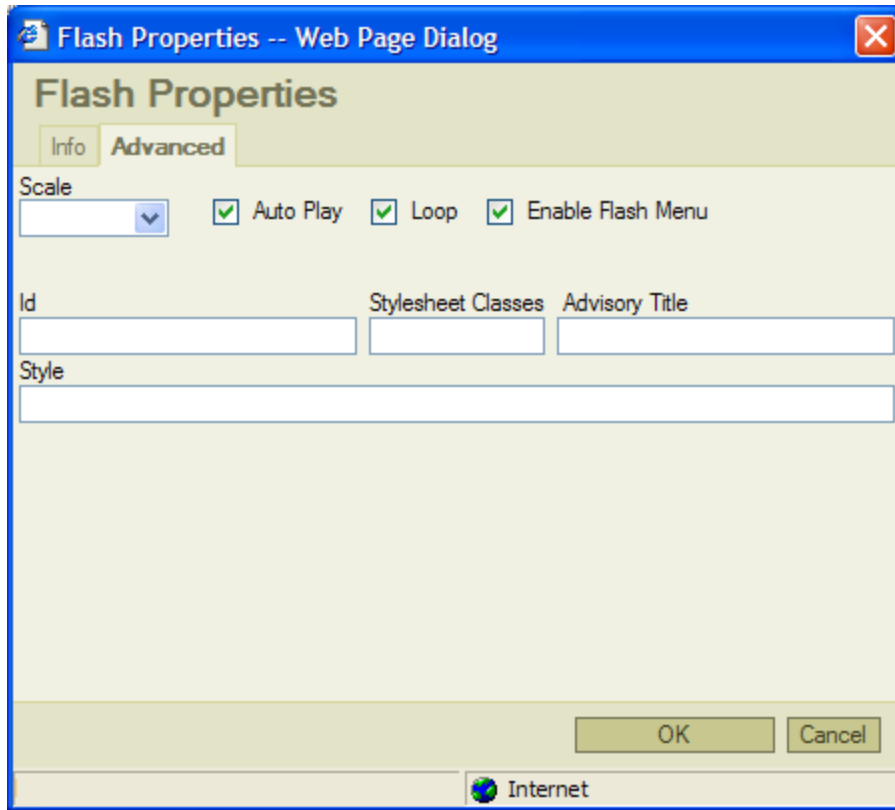 Flash Properties -- Web Page Dialog
Flash Properties
Info Advanced
Scale
Auto Play Loop Enable Flash Menu
Id Stylesheet Classes Advisory Title
Style
OK Cancel
Internet